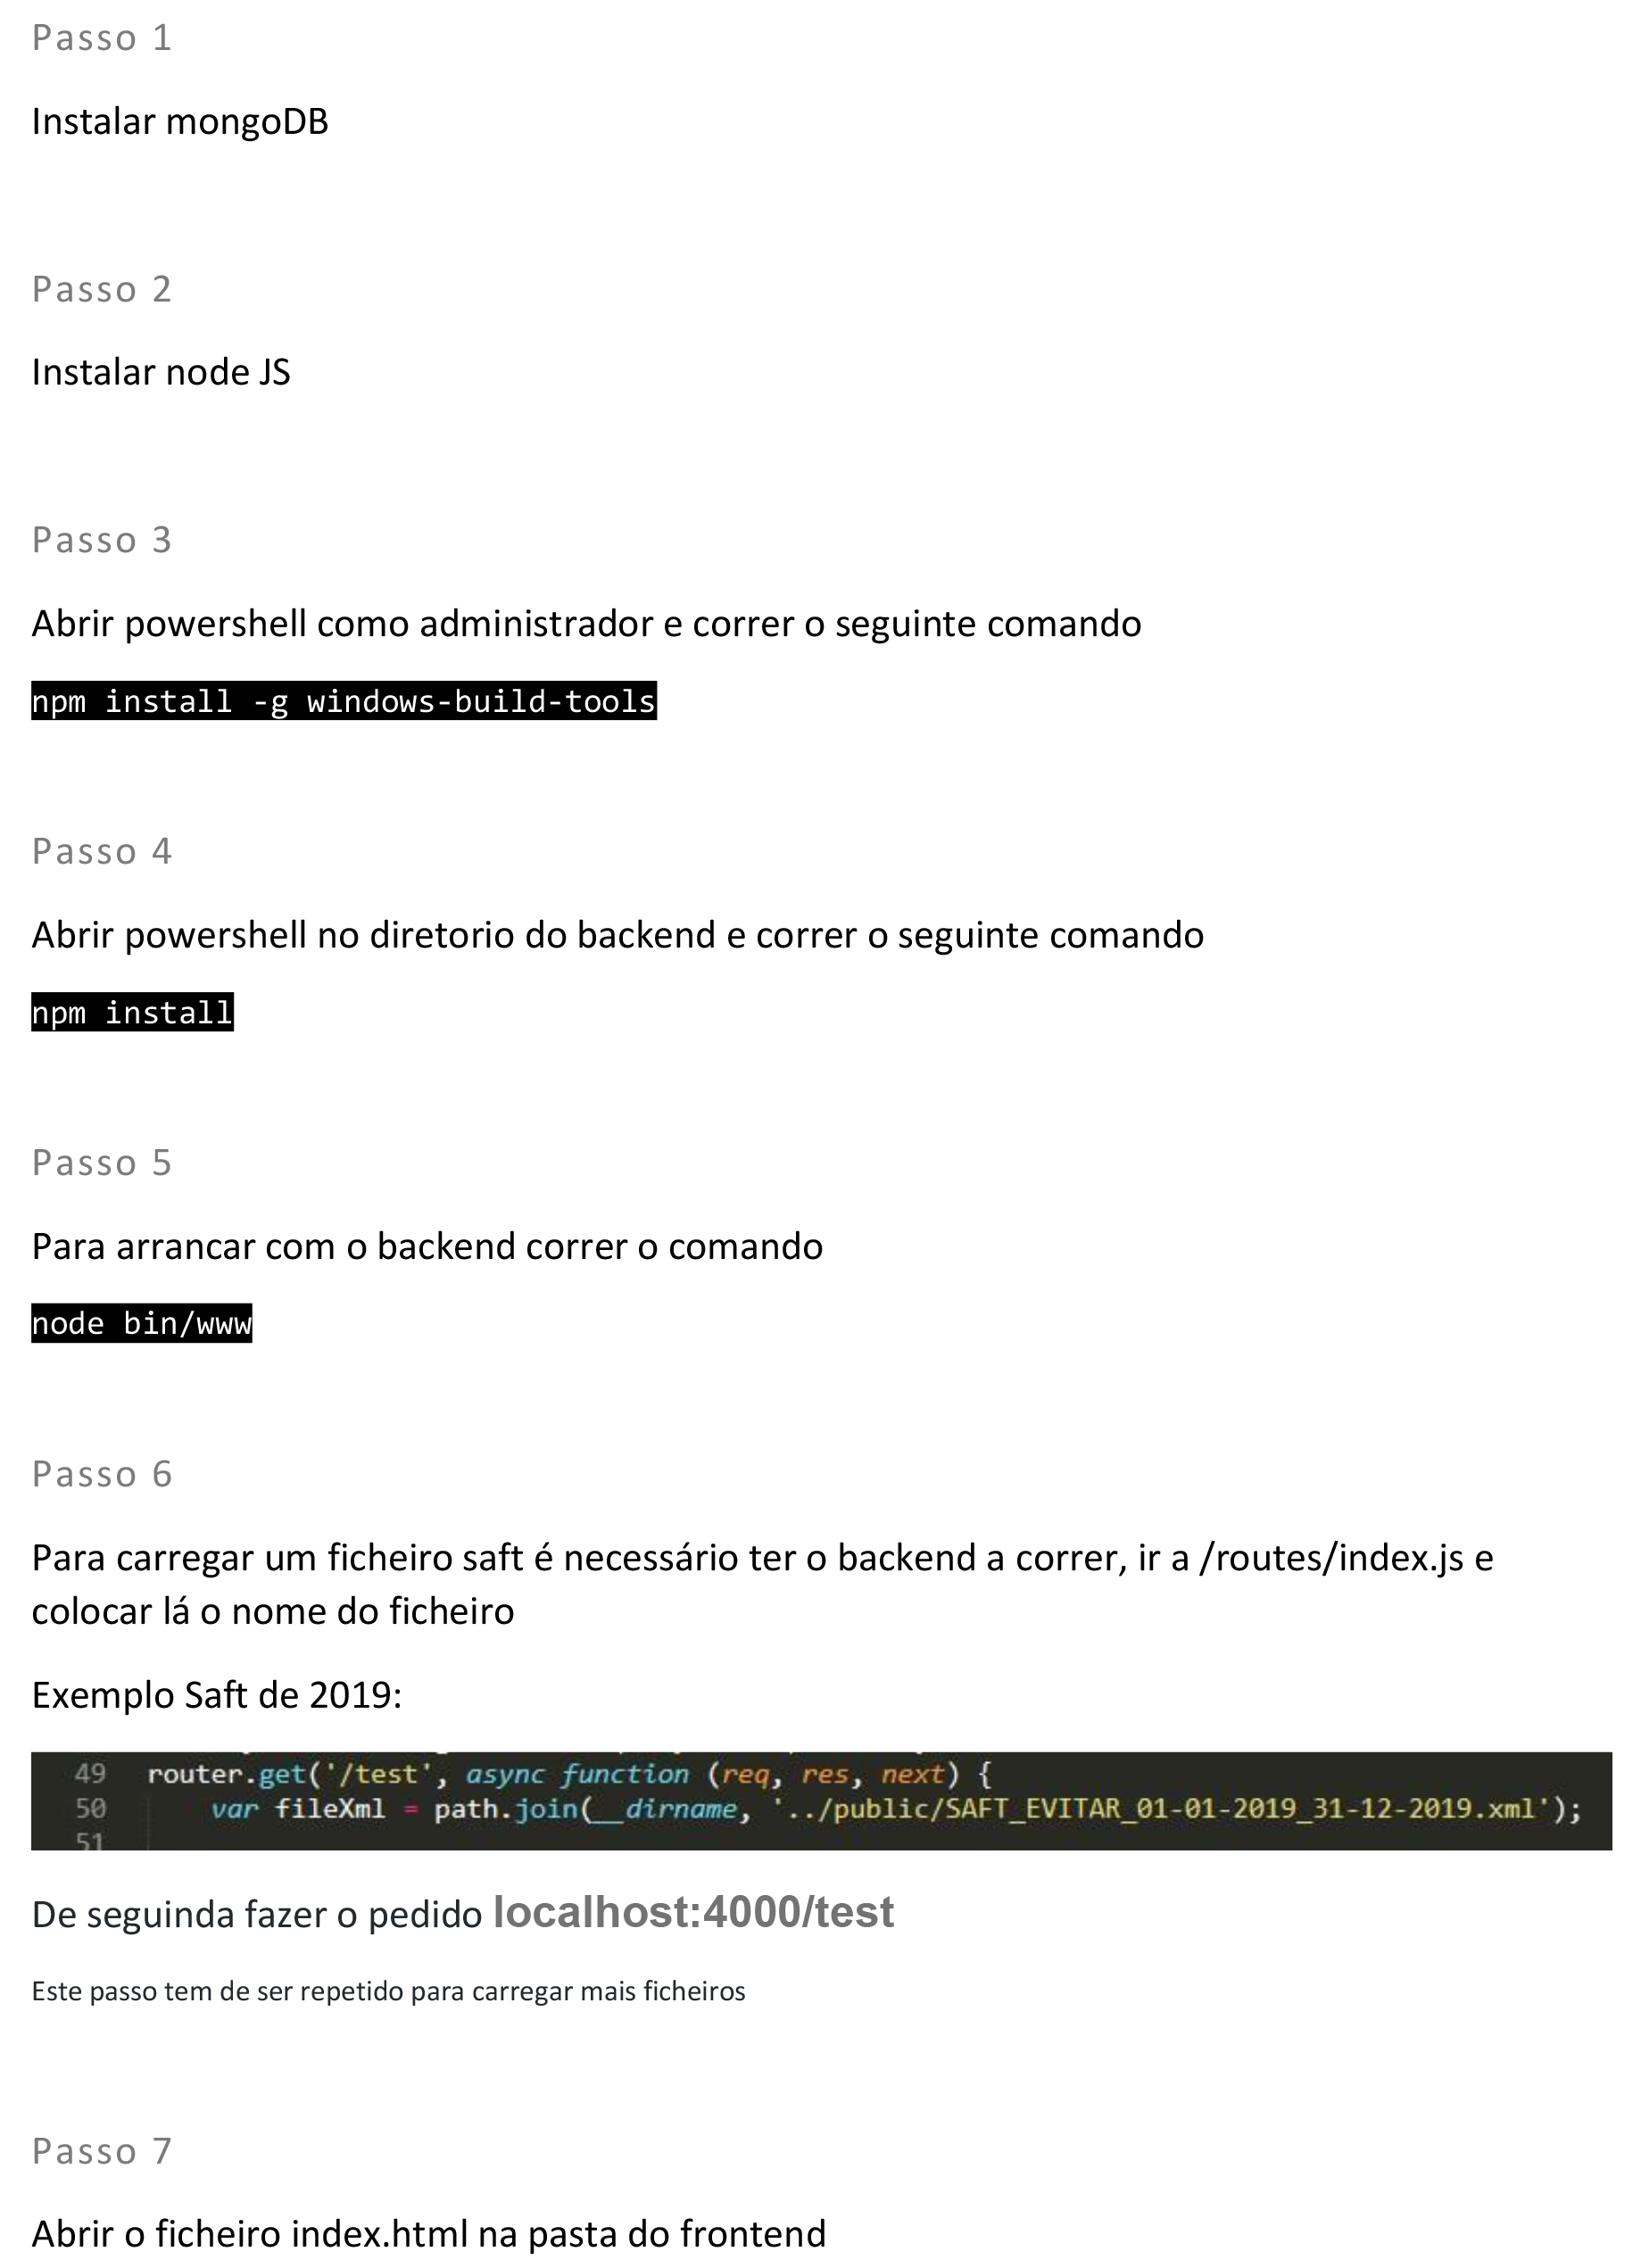 Passo 1
Instalar mongoDB
Passo 2
Instalar node JS
Passo 3
Abrir powershell como administrador e correr o seguinte comando
npm install -g windows-build-tools
Passo 4
Abrir powershell no diretorio do backend e correr o seguinte comando
npm install
Passo 5
Para arrancar com o backend correr o comando
node bin/www
Passo 6
Para carregar um ficheiro saft é necessário ter o backend a correr, ir a /routes/index.js e
colocar lá o nome do ficheiro
Exemplo Saft de 2019:
49 router.get('/test', async function (req, res, next) {
50 var fileXml = path.join(__dirname, '../public/SAFT_EVITAR_01-01-2019_31-12-2019.xml');
51
De seguinda fazer o pedido localhost:4000/test
Este passo tem de ser repetido para carregar mais ficheiros
Passo 7
Abrir o ficheiro index.html na pasta do frontend